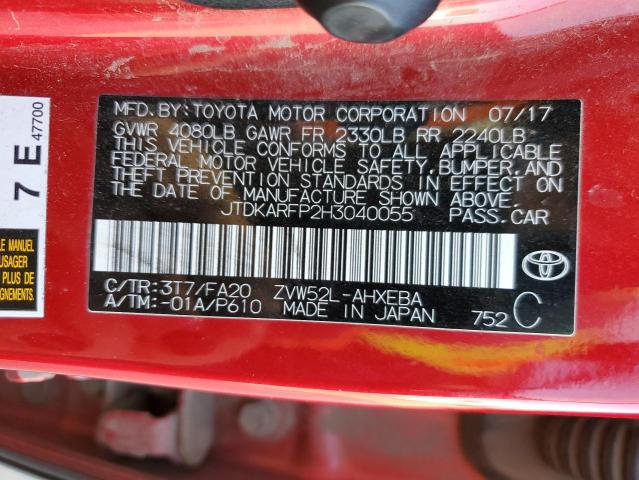 MFD.BY:TOYOTA MOTOR CORPORATION 07/17
GVWR 4080LB GAWR FR 2330LB RR 2240LB
THIS VEHICLE CONFORMS TO ALL APPLICABLE
FEDERAL MOTOR VEHICLE SAFETY,BUMPER,AND
THEFT PREVENTION STANDARDS IN EFFECT ON
THE DATE OF MANUFACTURE SHOWN ABOVE.
JTDKARFP2H3040055 PASS.CAR
C/TR:3T7/FA20 ZVW52L-AHXEBA
A/TM:-01A/P610 MADE IN JAPAN 752 C
7 E
47700
LE MANUEL
USAGER
PLUS DE